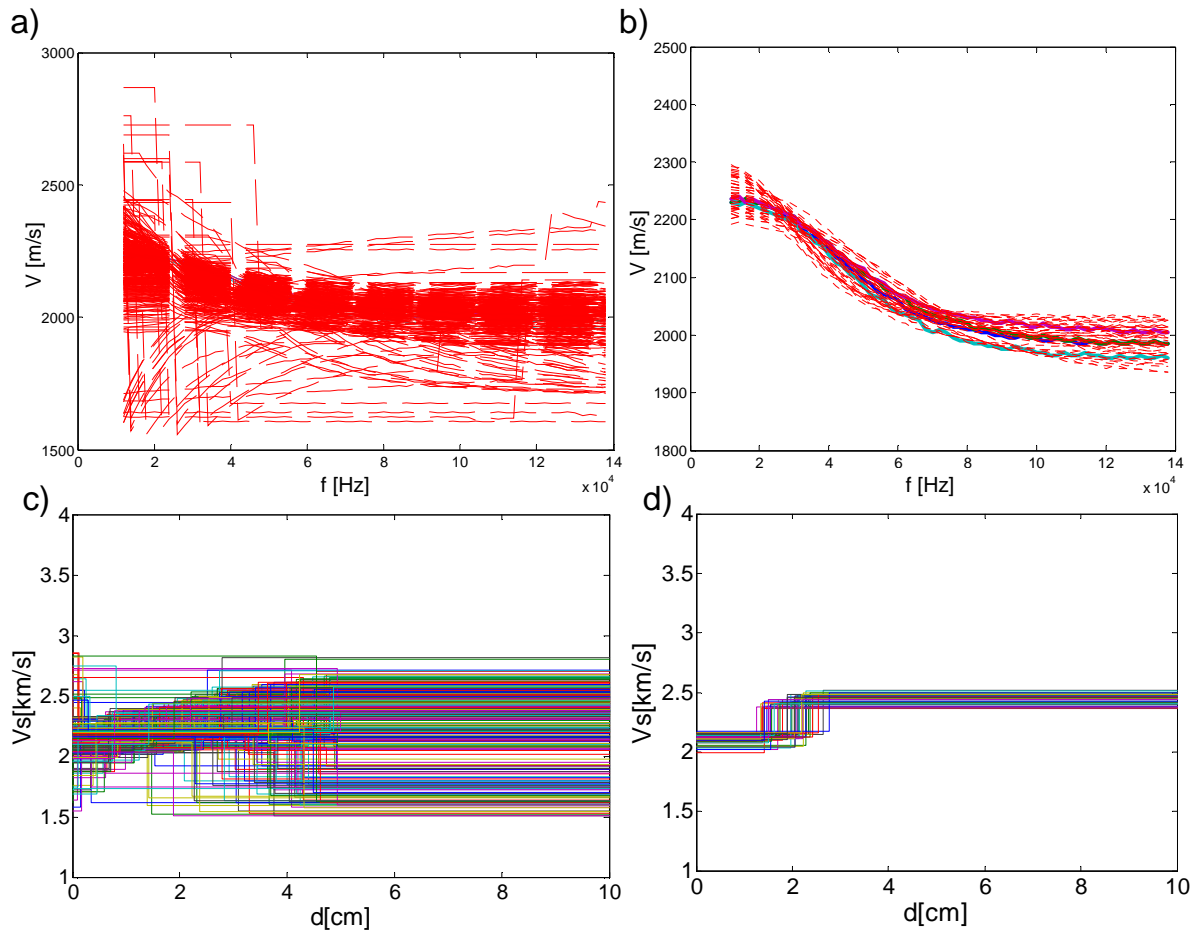 a)
3000
2500
2000
1500
V [m/s]
0 2 4 6 8 10 12 14
f [Hz]
x 10 4
b)
2500
2400
2300
2200
2100
2000
1900
1800
V [m/s]
0 2 4 6 8 10 12 14
f [Hz]
x 10 4
c)
4
3.5
3
2.5
2
1.5
1
Vs[km/s]
0 2 4 6 8 10
d[cm]
d)
4
3.5
3
2.5
2
1.5
1
Vs[km/s]
0 2 4 6 8 10
d[cm]